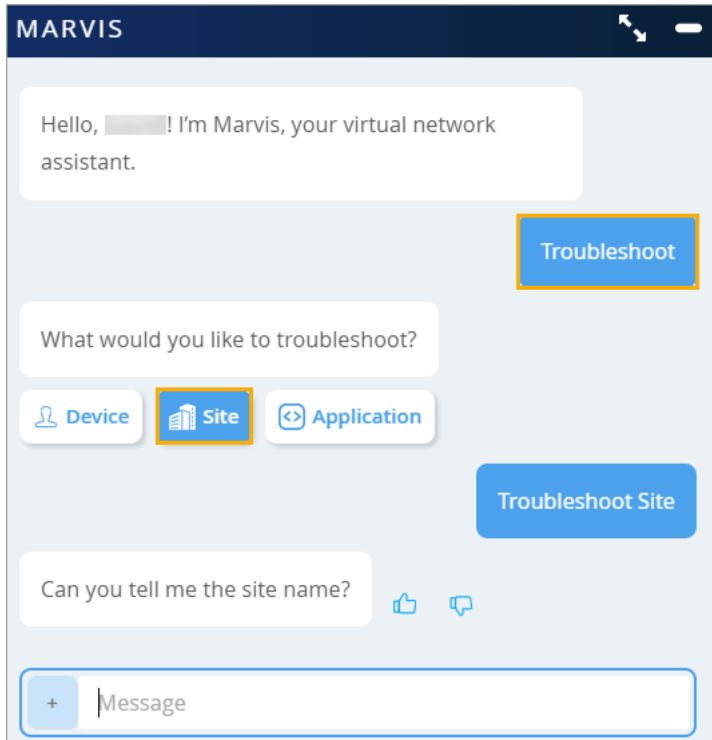 MARVIS
Hello, ! I'm Marvis, your virtual network
assistant.
Troubleshoot
What would you like to troubleshoot?
Device Site Application
Troubleshoot Site
Can you tell me the site name?
+ Message